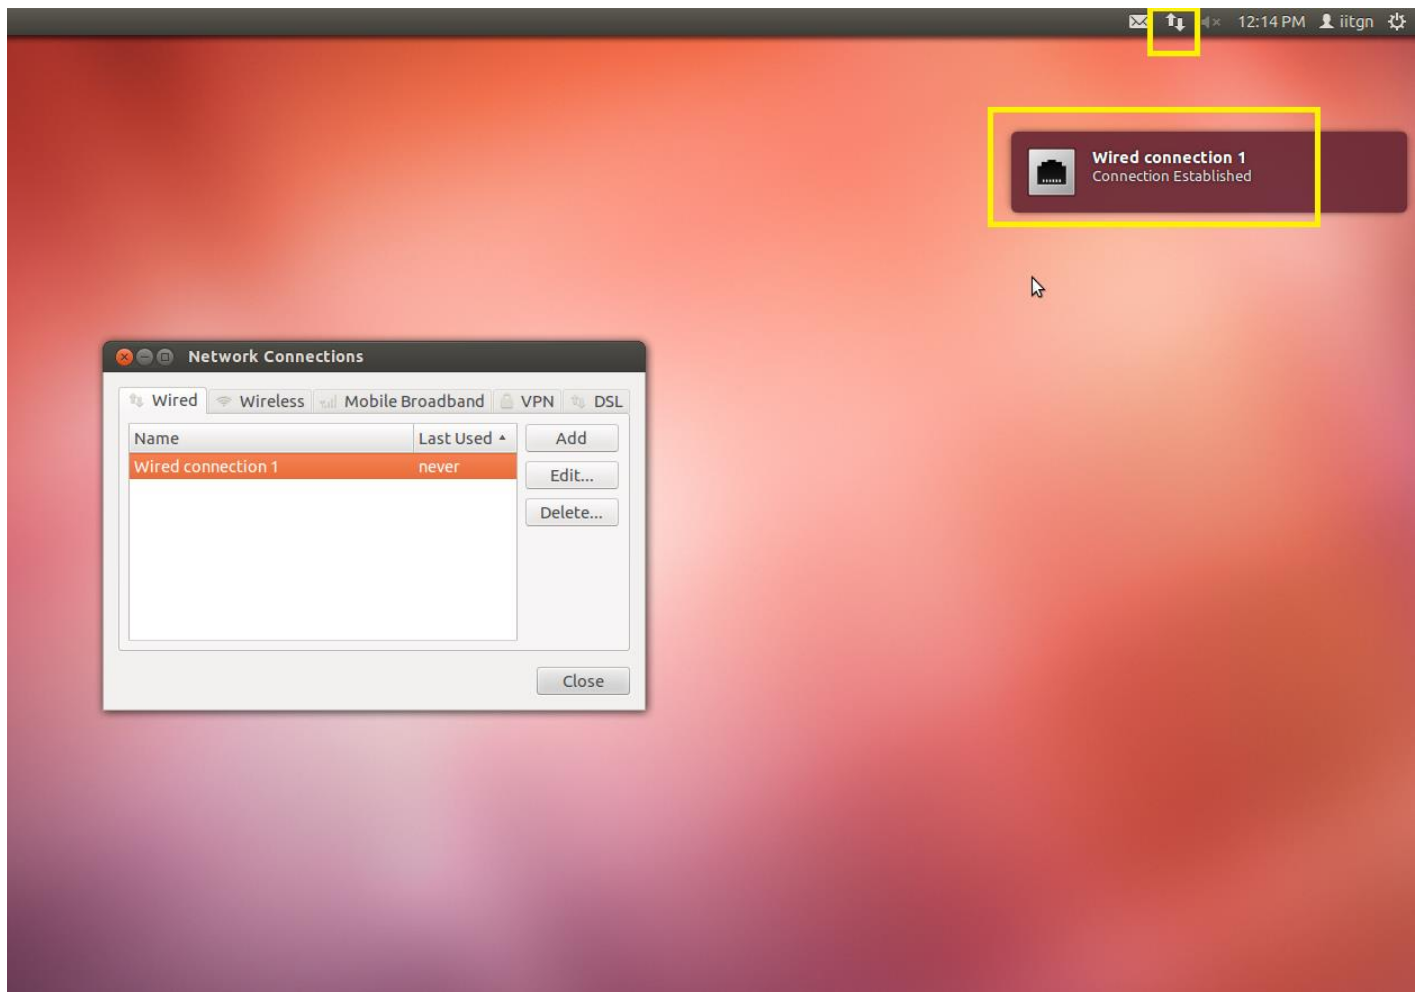 12:14 PM iitgn
Wired connection 1
Connection Established
Network Connections
Wired Wireless Mobile Broadband VPN DSL
Name Last Used Add
Wired connection 1 never
Edit...
Delete...
Close